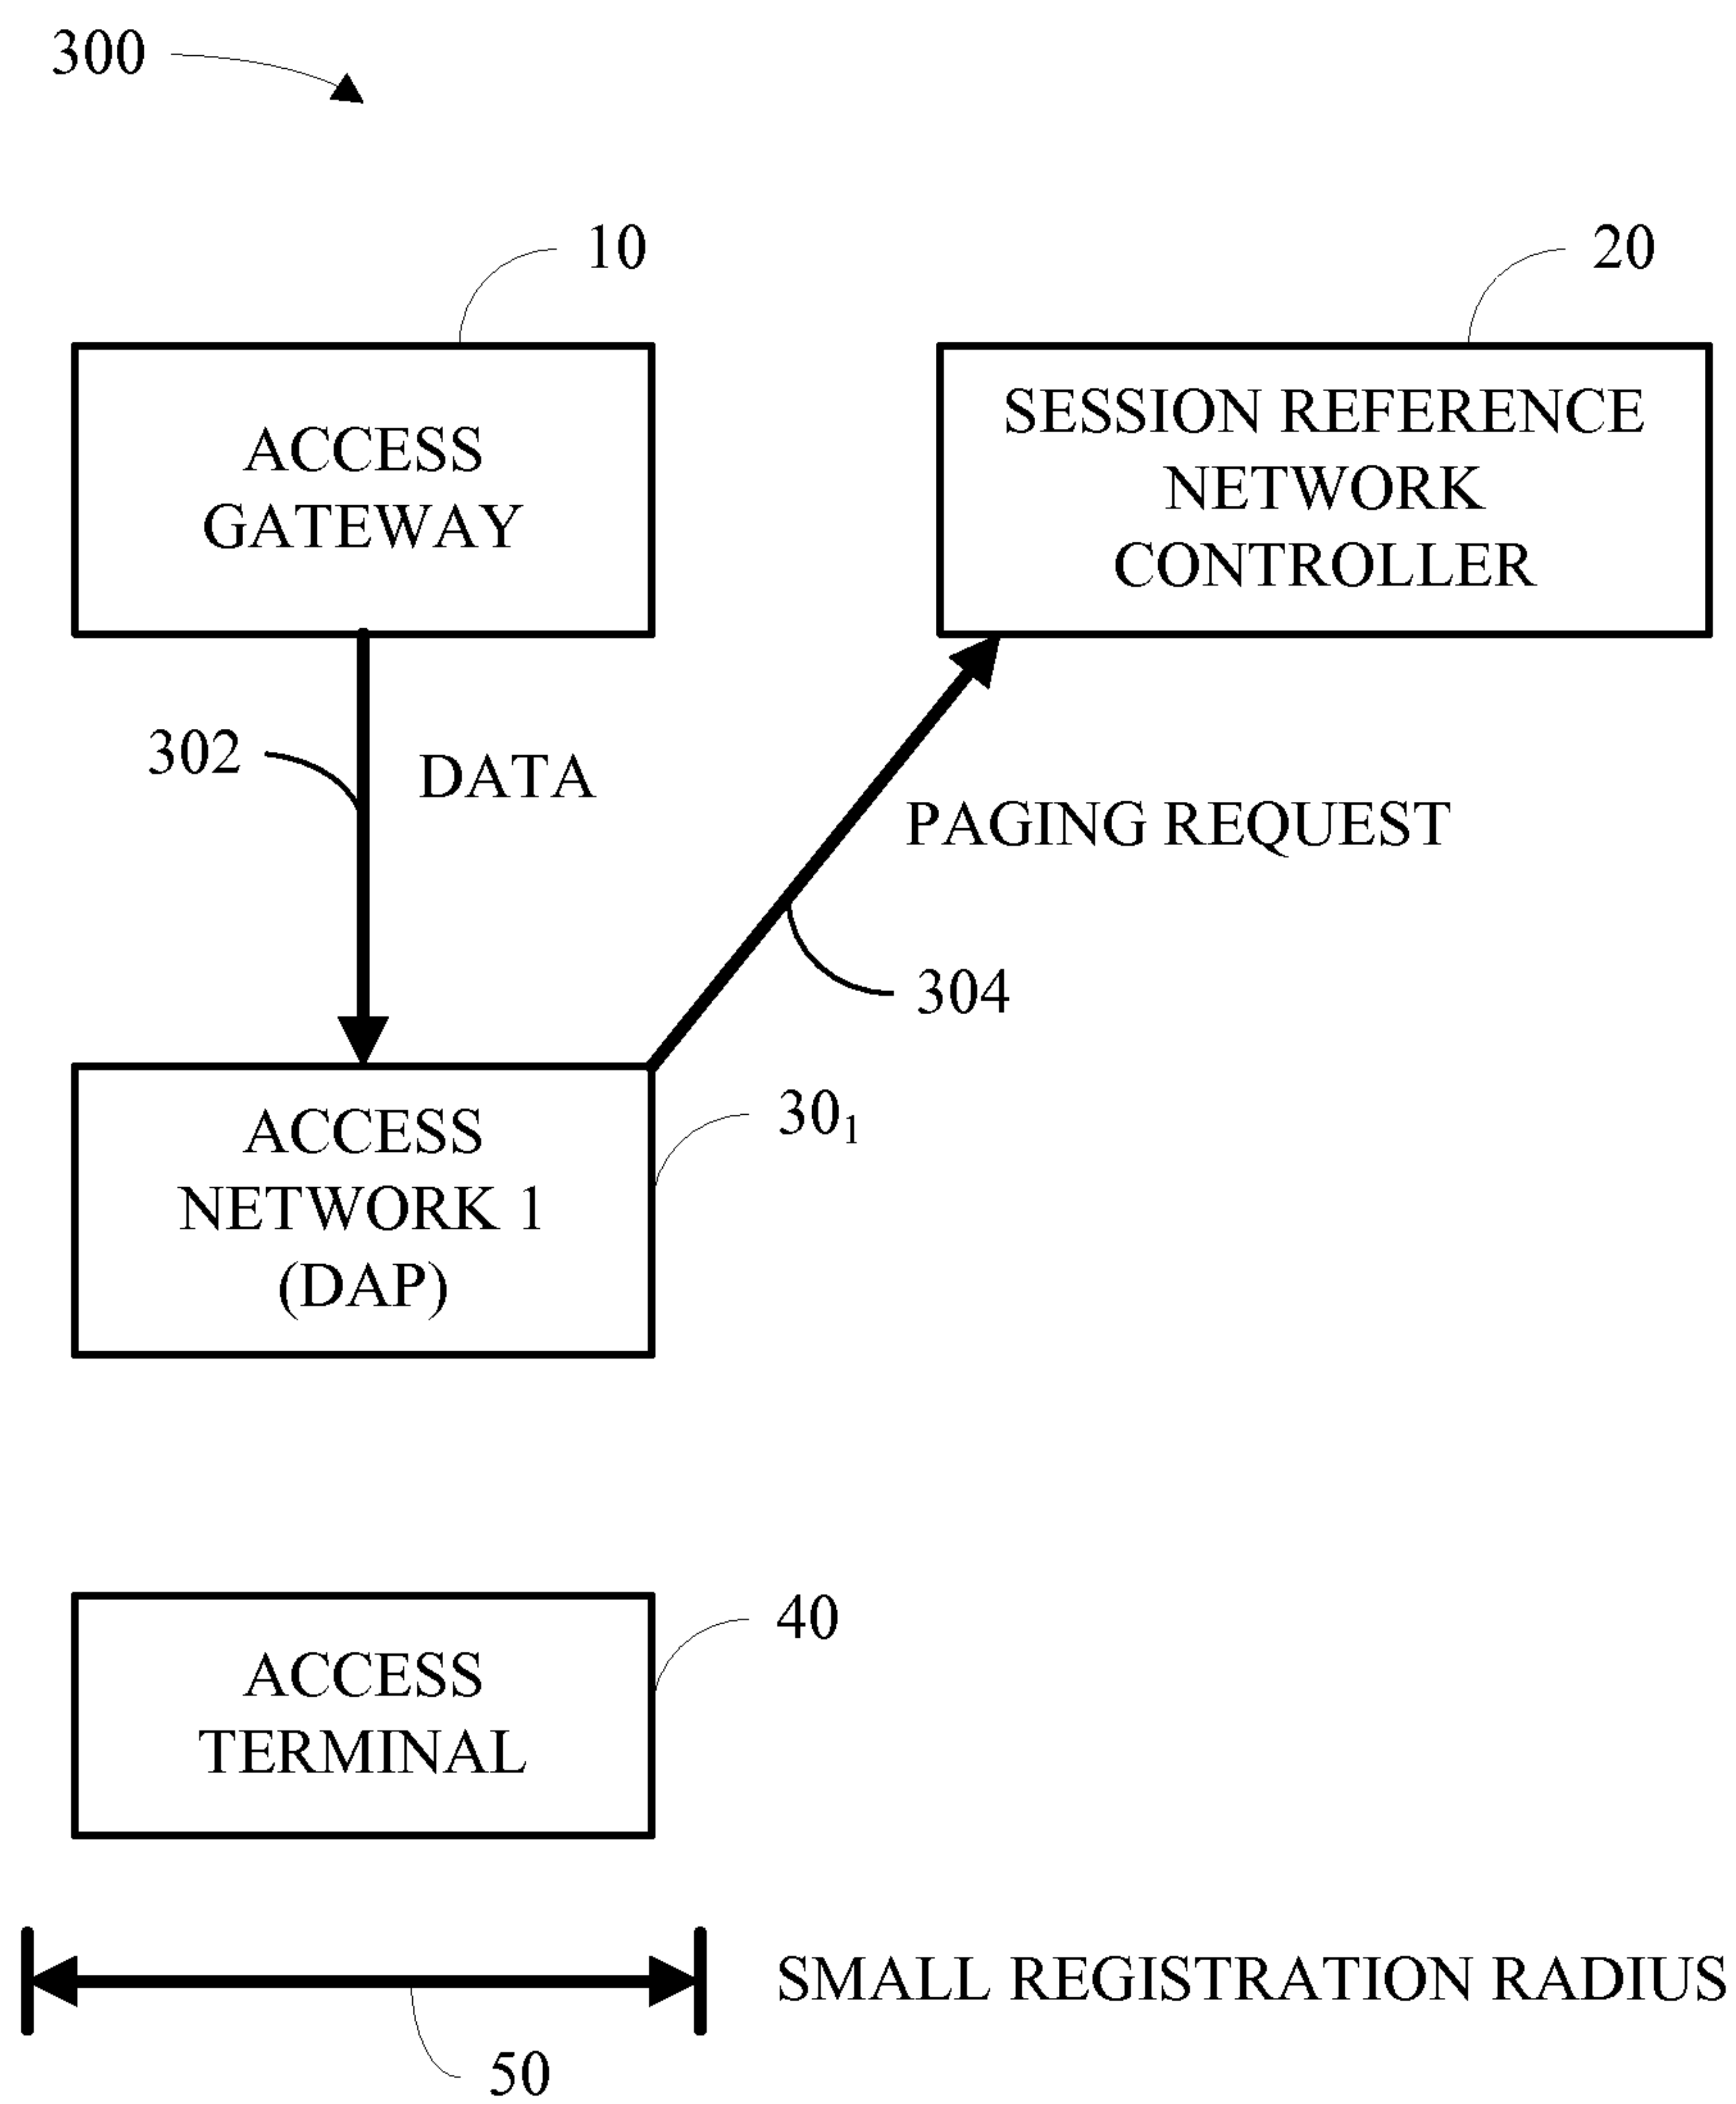 300
10
20
ACCESS
GATEWAY
SESSION REFERENCE
NETWORK
CONTROLLER
302
DATA
PAGING REQUEST
304
ACCESS
NETWORK 1
(DAP)
30₁
ACCESS
TERMINAL
40
SMALL REGISTRATION RADIUS
50